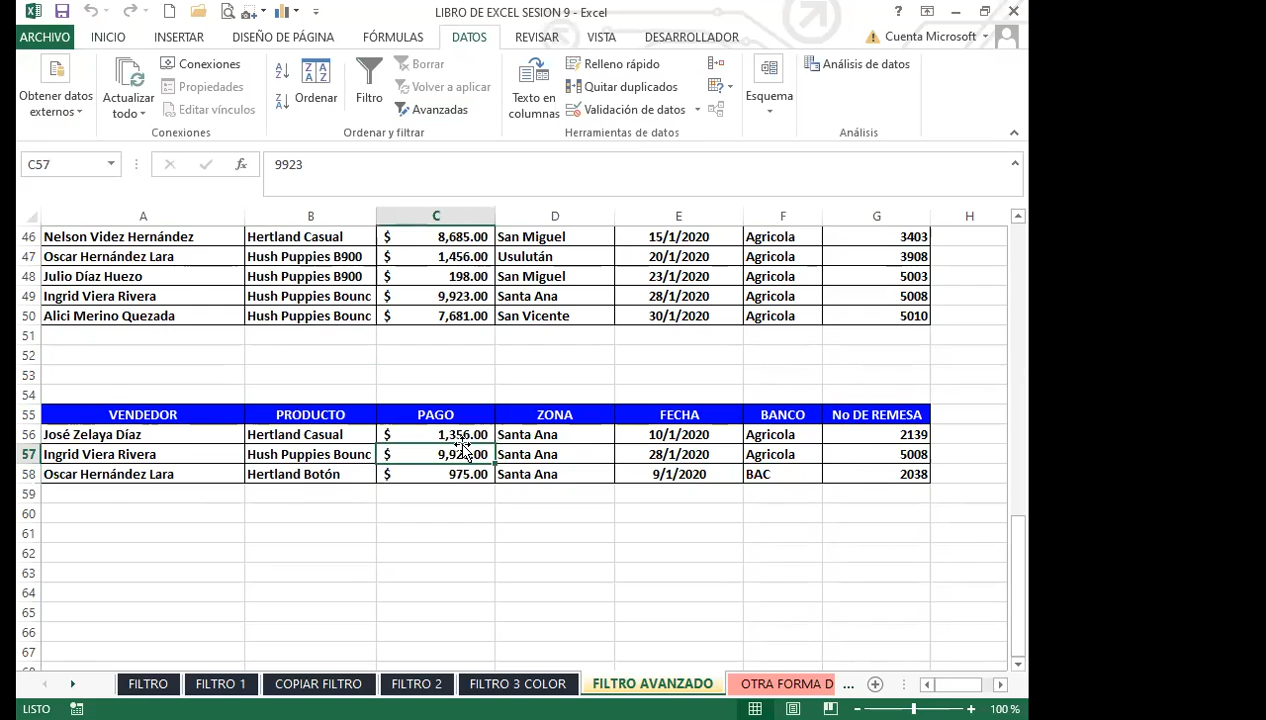 LIBRO DE EXCEL SESION 9 - Excel
?
ARCHIVO INICIO INSERTAR DISEÑO DE PÁGINA FÓRMULAS DATOS REVISAR VISTA DESARROLLADOR Cuenta Microsoft
Obtener datos externos
Actualizar todo
Conexiones
Propiedades
Editar vínculos
Conexiones
Ordenar
Filtro
Borrar
Volver a aplicar
Avanzadas
Ordenar y filtrar
Texto en columnas
Relleno rápido
Quitar duplicados
Validación de datos
Herramientas de datos
Esquema
Análisis de datos
Análisis
C57 fx 9923
A B C D E F G H
46 Nelson Videz Hernández Hertland Casual $ 8,685.00 San Miguel 15/1/2020 Agricola 3403
47 Oscar Hernández Lara Hush Puppies B900 $ 1,456.00 Usulután 20/1/2020 Agricola 3908
48 Julio Díaz Huezo Hush Puppies B900 $ 198.00 San Miguel 23/1/2020 Agricola 5003
49 Ingrid Viera Rivera Hush Puppies Bounc $ 9,923.00 Santa Ana 28/1/2020 Agricola 5008
50 Alici Merino Quezada Hush Puppies Bounc $ 7,681.00 San Vicente 30/1/2020 Agricola 5010
51
52
53
54
55 VENDEDOR PRODUCTO PAGO ZONA FECHA BANCO No DE REMESA
56 José Zelaya Díaz Hertland Casual $ 1,356.00 Santa Ana 10/1/2020 Agricola 2139
57 Ingrid Viera Rivera Hush Puppies Bounc $ 9,923.00 Santa Ana 28/1/2020 Agricola 5008
58 Oscar Hernández Lara Hertland Botón $ 975.00 Santa Ana 9/1/2020 BAC 2038
59
60
61
62
63
64
65
66
67
FILTRO FILTRO 1 COPIAR FILTRO FILTRO 2 FILTRO 3 COLOR FILTRO AVANZADO OTRA FORMA D ...
LISTO 100 %